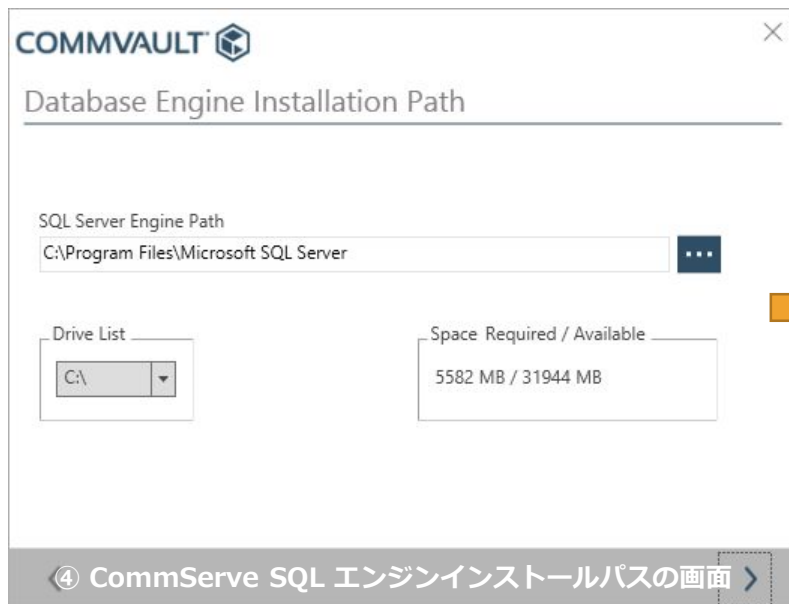 COMMVAULT
Database Engine Installation Path
SQL Server Engine Path
C:\Program Files\Microsoft SQL Server
Drive List
C:\
Space Required / Available
5582 MB / 31944 MB
④ CommServe SQL エンジンインストールパスの画面